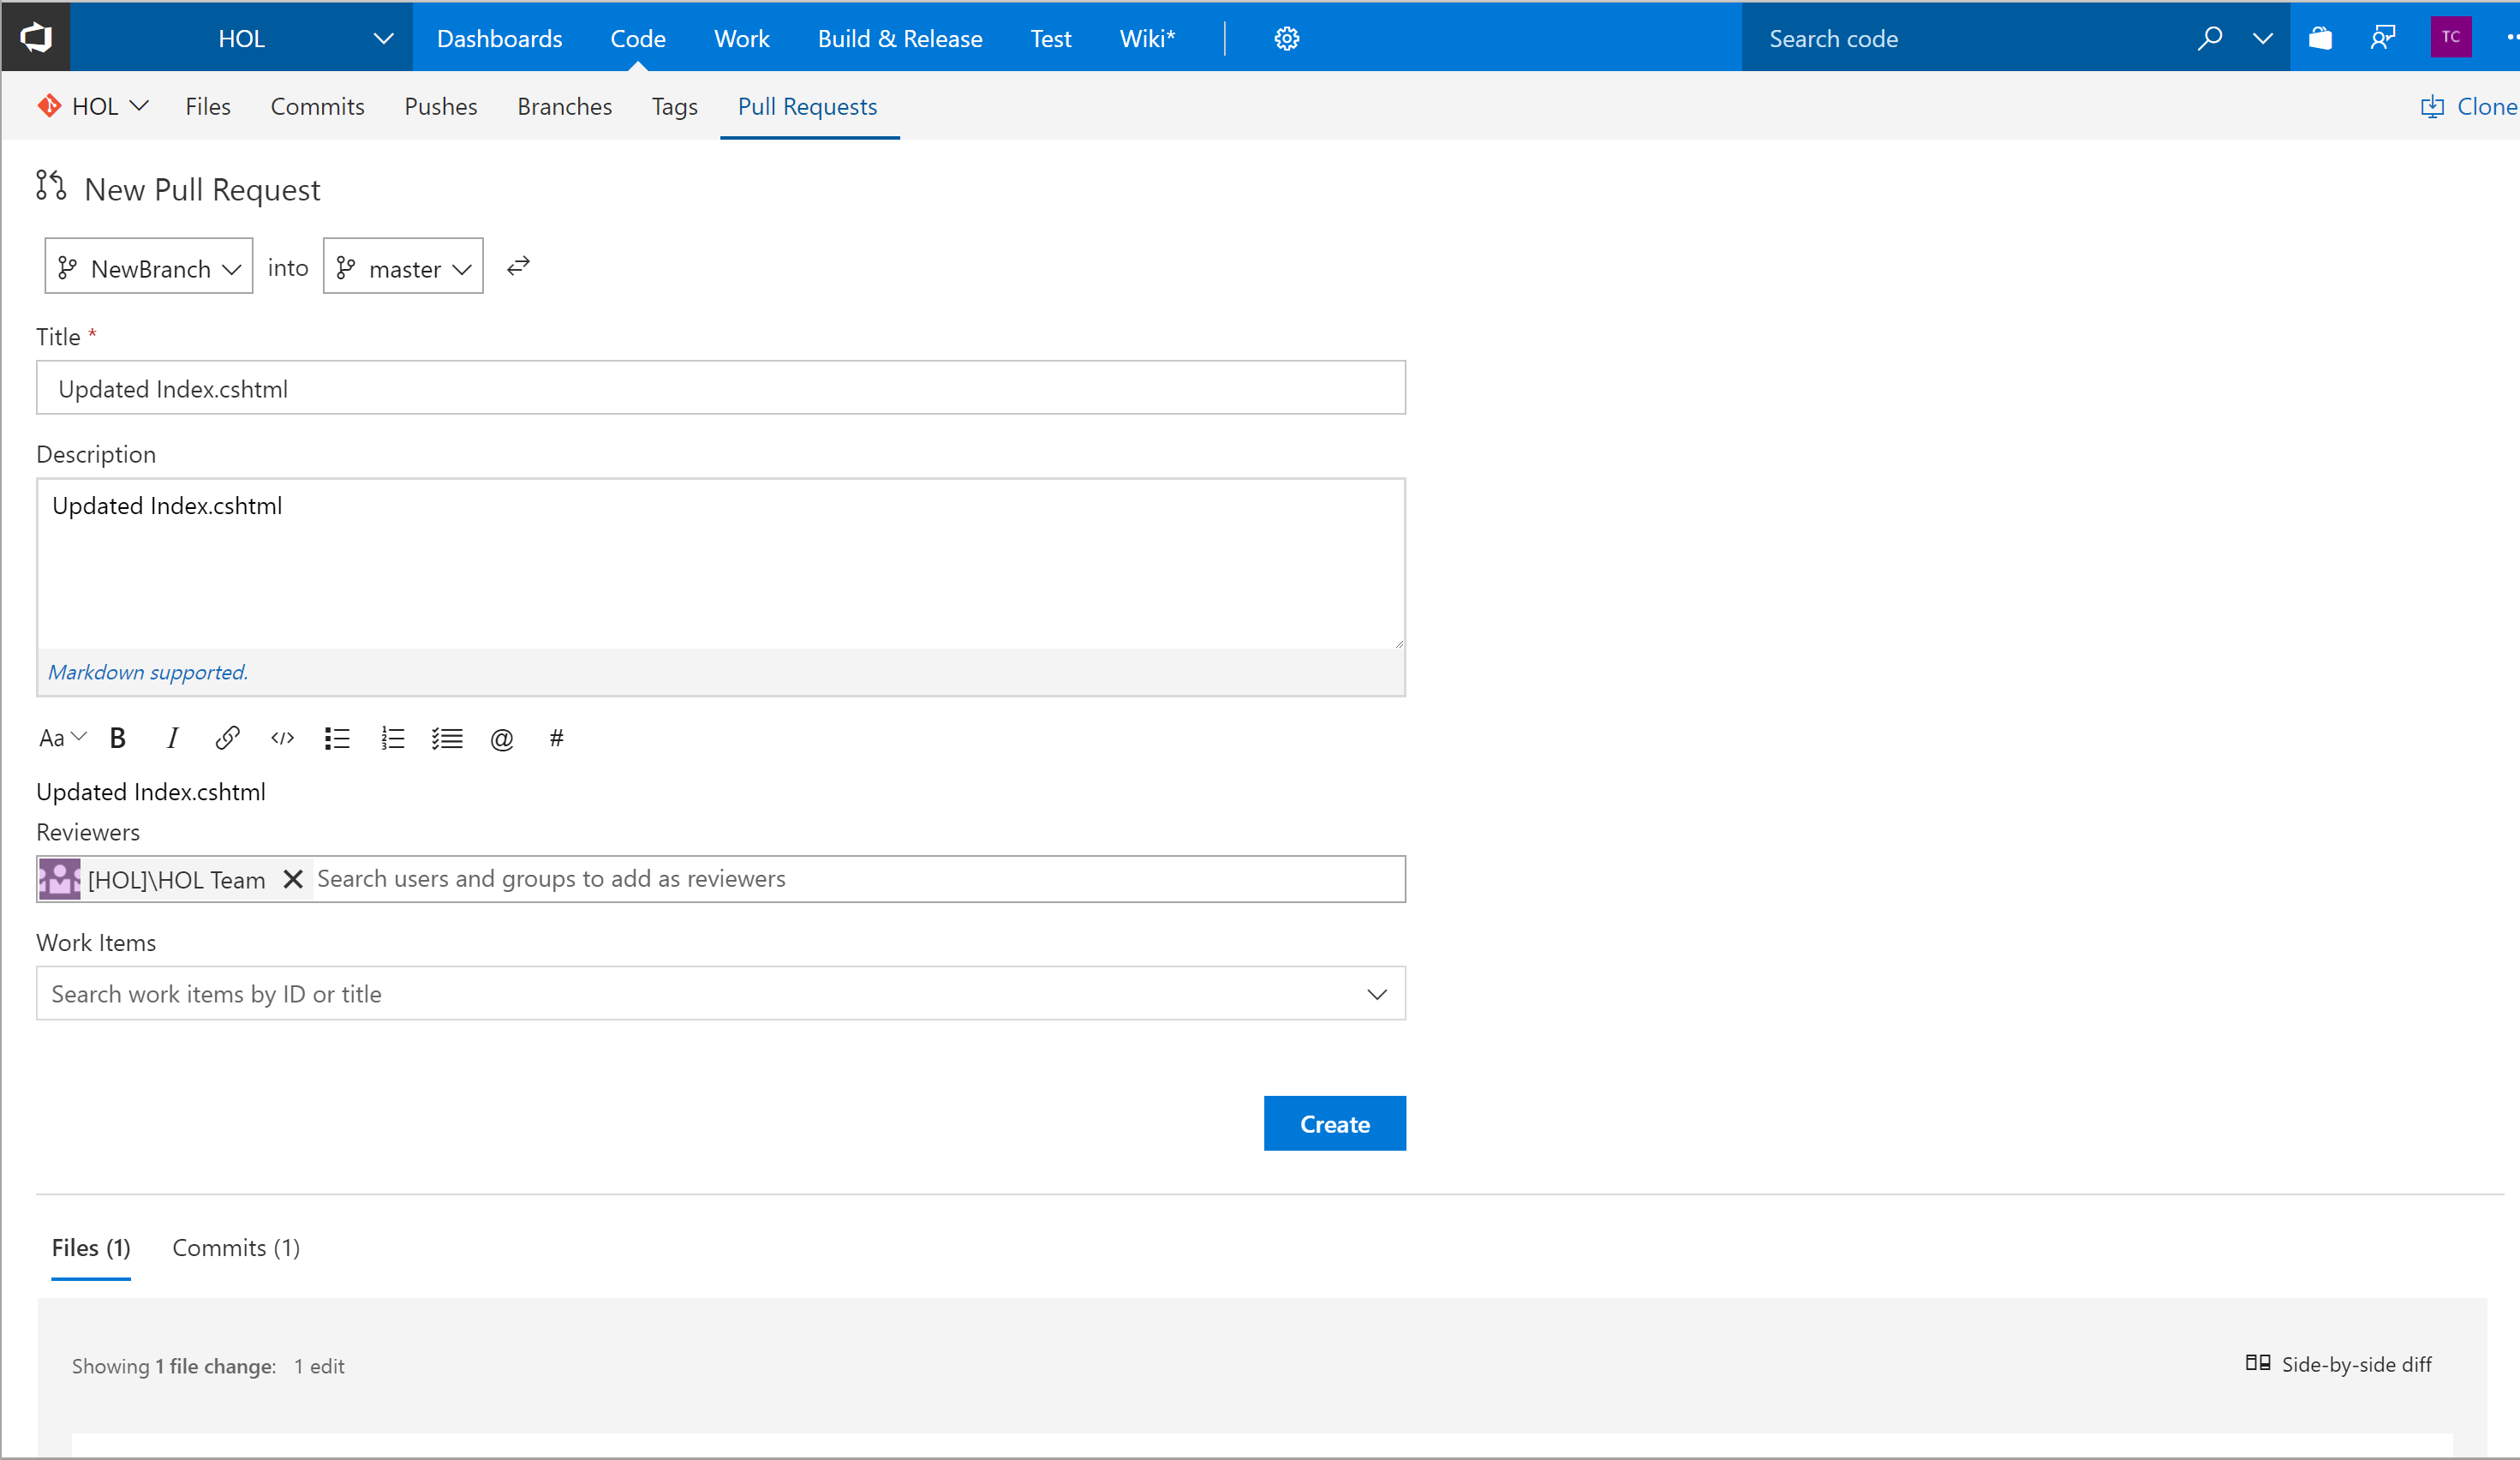 HOL Dashboards Code Work Build & Release Test Wiki* Search code TC
HOL Files Commits Pushes Branches Tags Pull Requests Clone
New Pull Request
NewBranch into master
Title *
Updated Index.cshtml
Description
Updated Index.cshtml
Markdown supported.
Aa B I </> @ #
Updated Index.cshtml
Reviewers
[HOL]\HOL Team Search users and groups to add as reviewers
Work Items
Search work items by ID or title
Create
Files (1) Commits (1)
Showing 1 file change: 1 edit Side-by-side diff